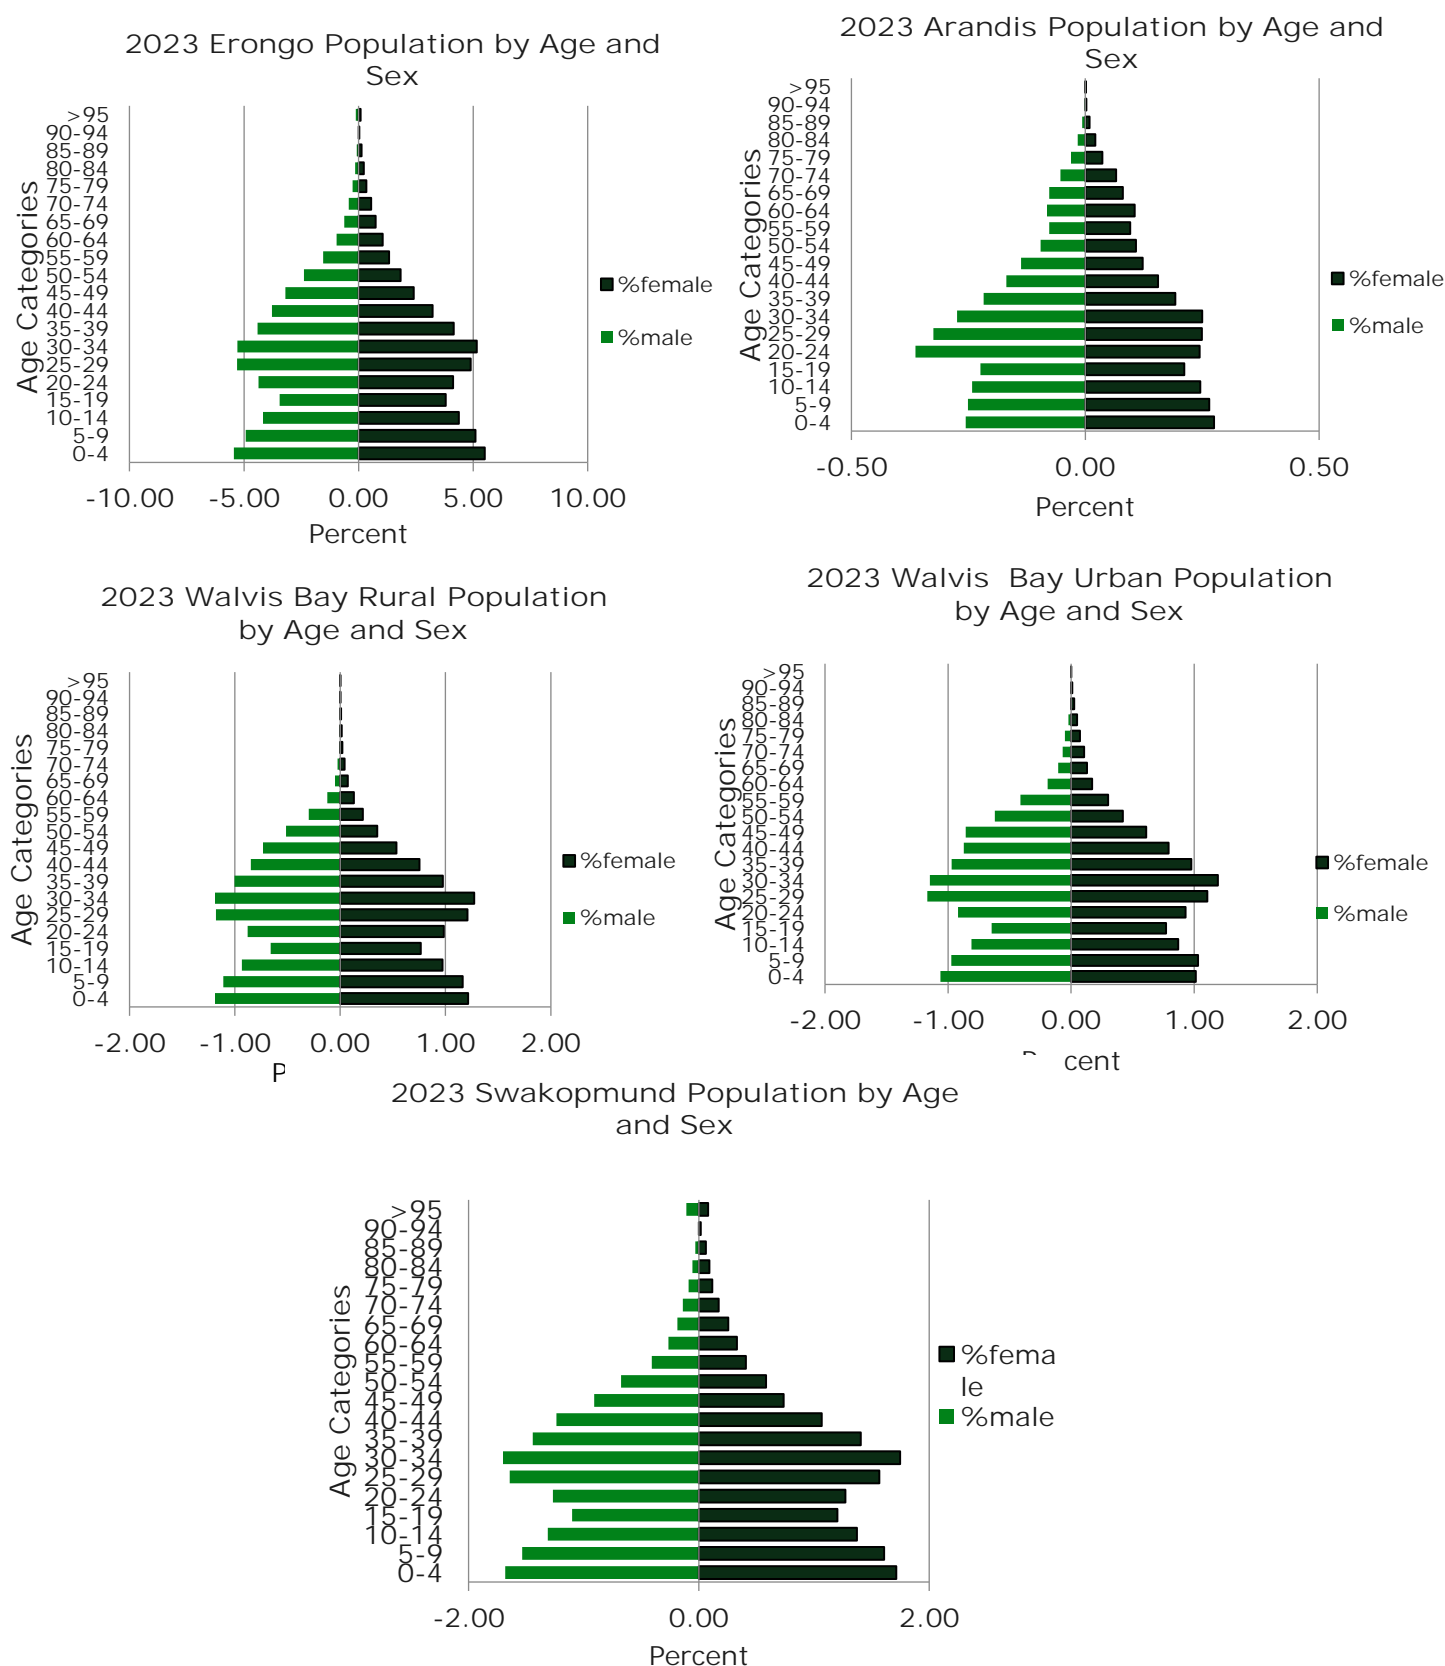 2023 Erongo Population by Age and
Sex
>95
90-94
85-89
80-84
75-79
70-74
65-69
60-64
55-59
50-54
45-49
40-44
35-39
30-34
25-29
20-24
15-19
10-14
5-9
0-4
Age Categories
-10.00 -5.00 0.00 5.00 10.00
Percent
%female
%male
2023 Arandis Population by Age and
Sex
>95
90-94
85-89
80-84
75-79
70-74
65-69
60-64
55-59
50-54
45-49
40-44
35-39
30-34
25-29
20-24
15-19
10-14
5-9
0-4
Age Categories
-0.50 0.00 0.50
Percent
%female
%male
2023 Walvis Bay Rural Population
by Age and Sex
>95
90-94
85-89
80-84
75-79
70-74
65-69
60-64
55-59
50-54
45-49
40-44
35-39
30-34
25-29
20-24
15-19
10-14
5-9
0-4
Age Categories
-2.00 -1.00 0.00 1.00 2.00
P
%female
%male
2023 Walvis Bay Urban Population
by Age and Sex
>95
90-94
85-89
80-84
75-79
70-74
65-69
60-64
55-59
50-54
45-49
40-44
35-39
30-34
25-29
20-24
15-19
10-14
5-9
0-4
Age Categories
-2.00 -1.00 0.00 1.00 2.00
cent
%female
%male
2023 Swakopmund Population by Age
and Sex
>95
90-94
85-89
80-84
75-79
70-74
65-69
60-64
55-59
50-54
45-49
40-44
35-39
30-34
25-29
20-24
15-19
10-14
5-9
0-4
Age Categories
-2.00 0.00 2.00
Percent
%fema
le
%male